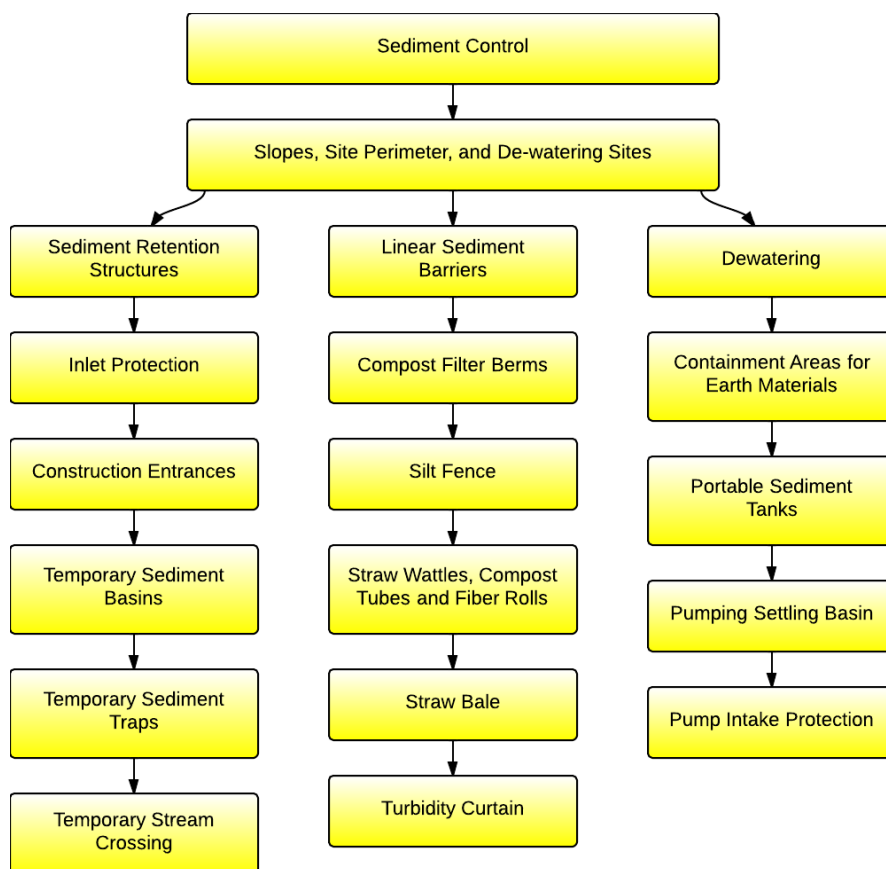 Sediment Control
Slopes, Site Perimeter, and De-watering Sites
Sediment Retention
Structures
Inlet Protection
Construction Entrances
Temporary Sediment
Basins
Temporary Sediment
Traps
Temporary Stream
Crossing
Linear Sediment
Barriers
Compost Filter Berms
Silt Fence
Straw Wattles, Compost
Tubes and Fiber Rolls
Straw Bale
Turbidity Curtain
Dewatering
Containment Areas for
Earth Materials
Portable Sediment
Tanks
Pumping Settling Basin
Pump Intake Protection